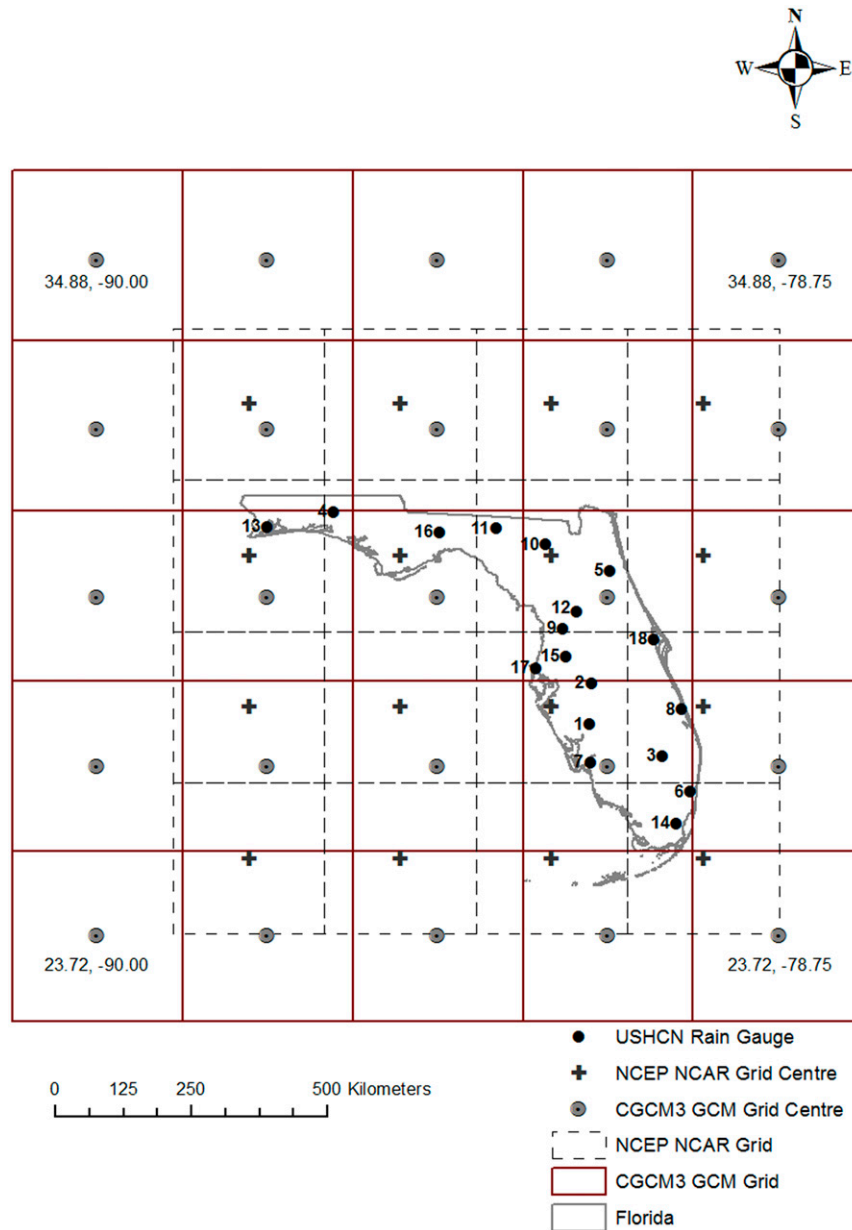 N
W E
S
34.88, -90.00
34.88, -78.75
13
4
16
11
10
5
12
9
18
15
17
2
8
1
3
7
6
14
23.72, -90.00
23.72, -78.75
USHCN Rain Gauge
NCEP NCAR Grid Centre
0 125 250 500 Kilometers
CGCM3 GCM Grid Centre
NCEP NCAR Grid
CGCM3 GCM Grid
Florida